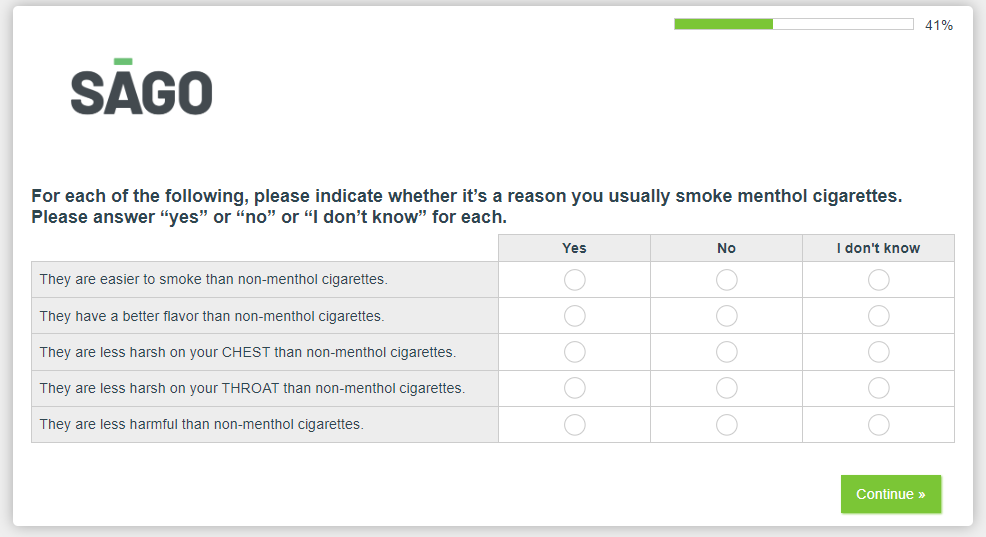 41%
SĀGO
For each of the following, please indicate whether it’s a reason you usually smoke menthol cigarettes.
Please answer “yes” or “no” or “I don’t know” for each.
Yes No I don't know
They are easier to smoke than non-menthol cigarettes.
They have a better flavor than non-menthol cigarettes.
They are less harsh on your CHEST than non-menthol cigarettes.
They are less harsh on your THROAT than non-menthol cigarettes.
They are less harmful than non-menthol cigarettes.
Continue »